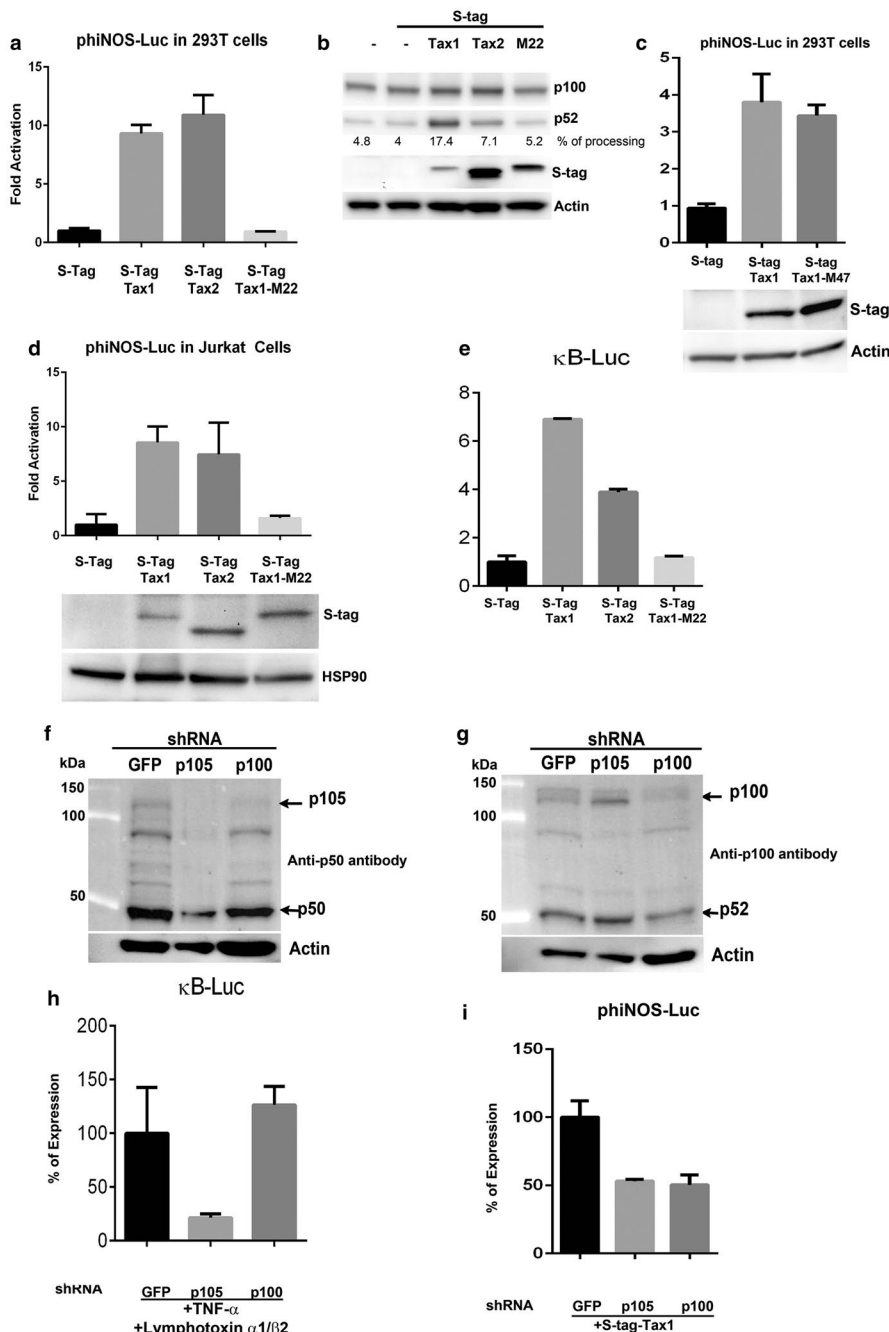 a
phiNOS-Luc in 293T cells
Fold Activation
15
10
5
0
S-Tag S-Tag Tax1 S-Tag Tax2 S-Tag Tax1-M22
b
S-tag
- - Tax1 Tax2 M22
p100
p52
4.8 4 17.4 7.1 5.2 % of processing
S-tag
Actin
c
phiNOS-Luc in 293T cells
5
4
3
2
1
0
S-tag S-tag Tax1 S-tag Tax1-M47
S-tag
Actin
d
phiNOS-Luc in Jurkat Cells
Fold Activation
15
10
5
0
S-Tag S-Tag Tax1 S-Tag Tax2 S-Tag Tax1-M22
S-tag
HSP90
e
κB-Luc
8
6
4
2
0
S-Tag S-Tag Tax1 S-Tag Tax2 S-Tag Tax1-M22
f
shRNA
kDa GFP p105 p100
150
100
50
p105
Anti-p50 antibody
p50
Actin
g
shRNA
kDa GFP p105 p100
150
100
50
p100
Anti-p100 antibody
p52
Actin
h
κB-Luc
% of Expression
200
150
100
50
0
shRNA GFP p105 p100
+TNF-α
+Lymphotoxin α1/β2
i
phiNOS-Luc
% of Expression
150
100
50
0
shRNA GFP p105 p100
+S-tag-Tax1